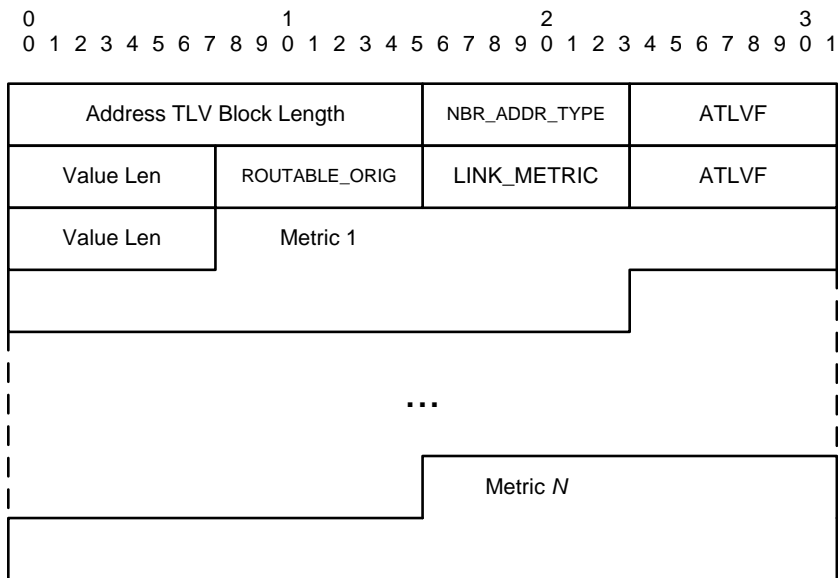 0 1 2 3
0 1 2 3 4 5 6 7 8 9 0 1 2 3 4 5 6 7 8 9 0 1 2 3 4 5 6 7 8 9 0 1
Address TLV Block Length NBR_ADDR_TYPE ATLVF
Value Len ROUTABLE_ORIG LINK_METRIC ATLVF
Value Len Metric 1
...
Metric N